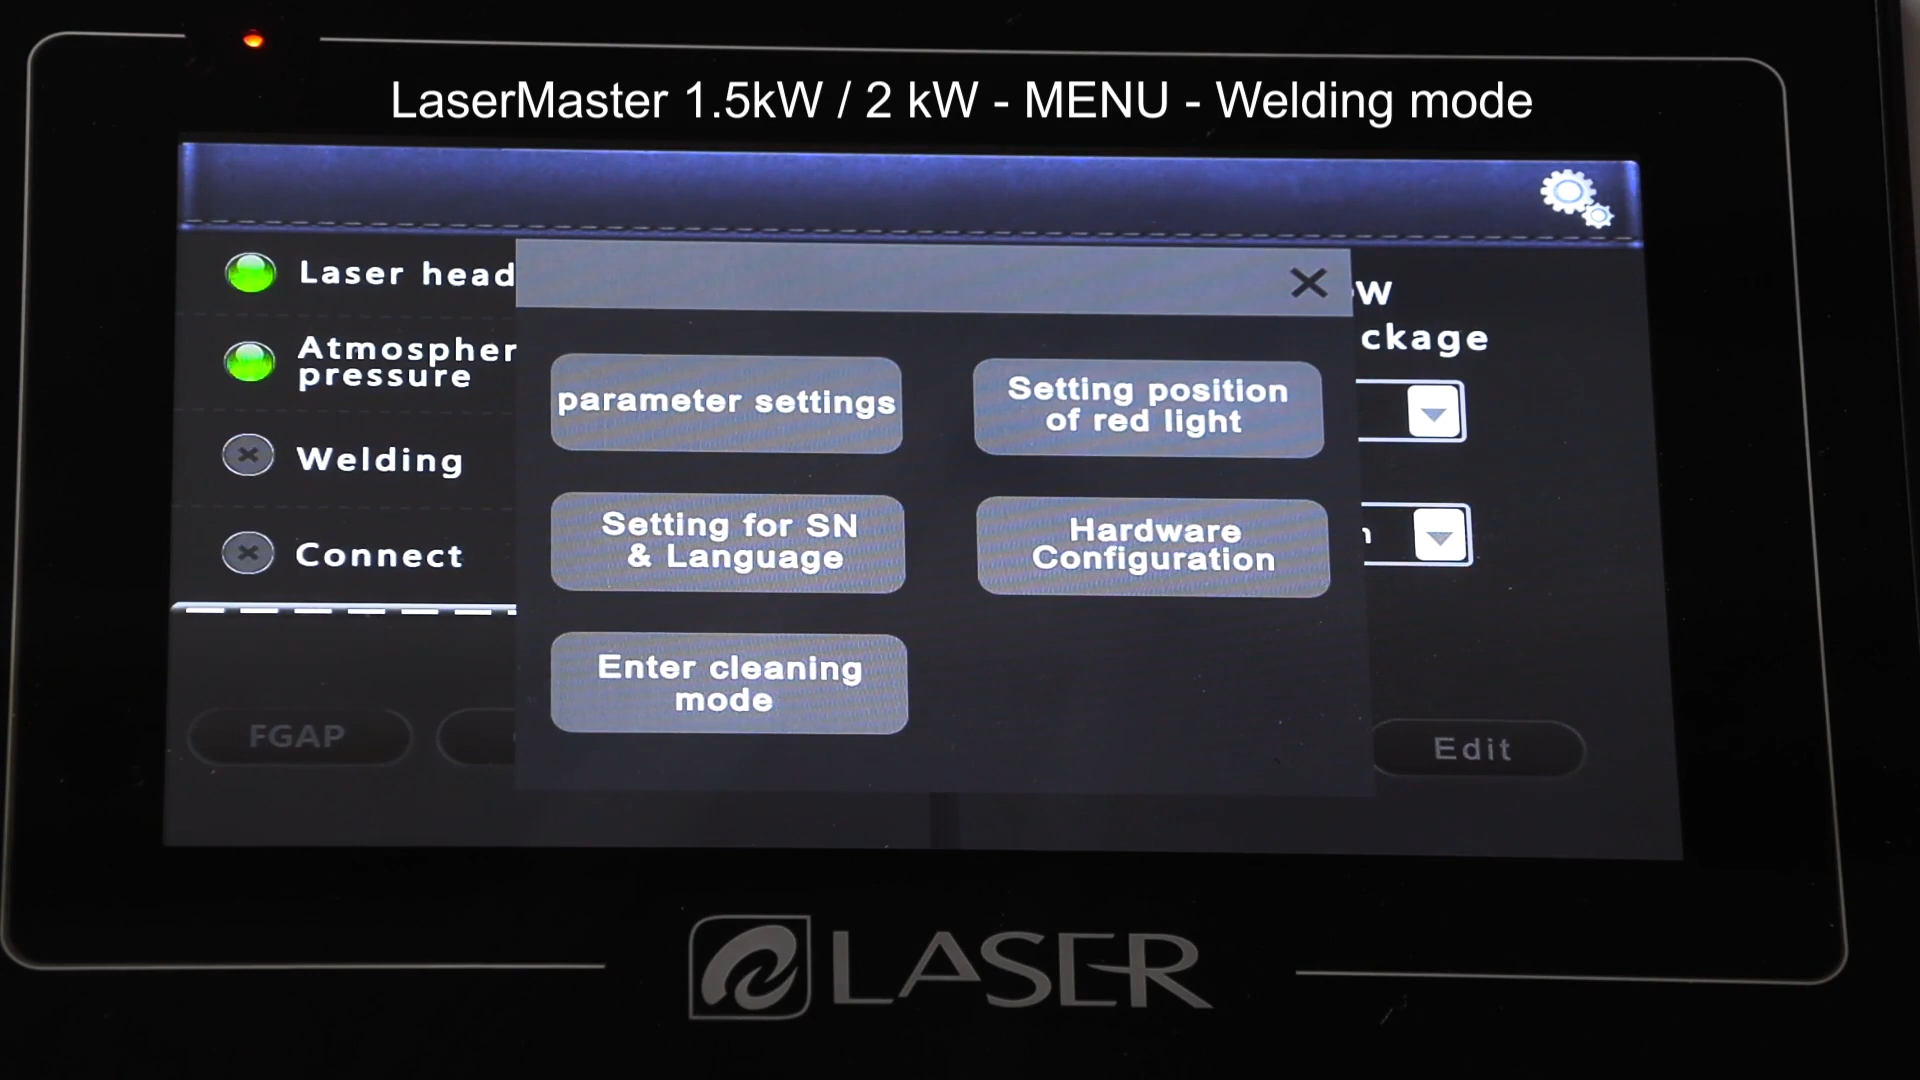 LaserMaster 1.5kW / 2 kW - MENU - Welding mode
Laser head
Atmospher
pressure
Welding
Connect
FGAP
parameter settings
Setting position
of red light
Setting for SN
& Language
Hardware
Configuration
Enter cleaning
mode
W
ckage
Edit
LASER